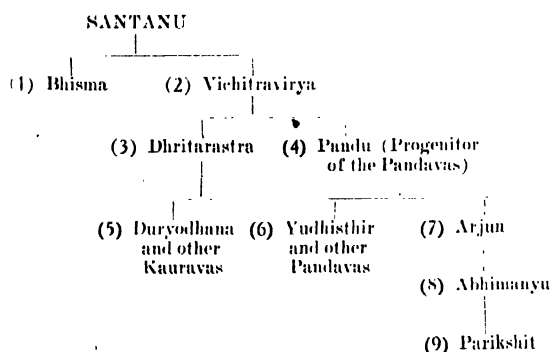 SANTANU
(1) Bhisma (2) Vichitravirya
(3) Dhritarastra (4) Pandu (Progenitor
of the Pandavas)
(5) Duryodhana (6) Yudhisthir (7) Arjun
and other and other
Kauravas Pandavas
(8) Abhimanyu
(9) Parikshit